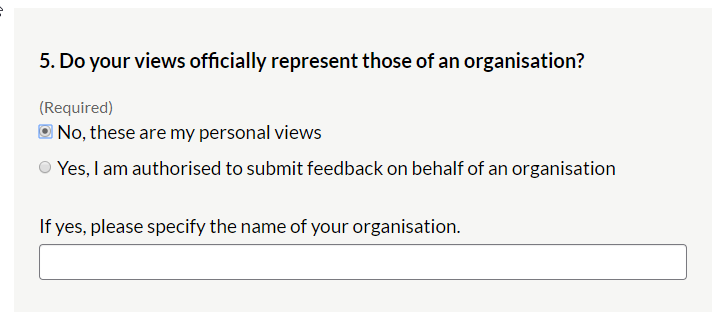 5. Do your views officially represent those of an organisation?
(Required)
No, these are my personal views
Yes, I am authorised to submit feedback on behalf of an organisation
If yes, please specify the name of your organisation.